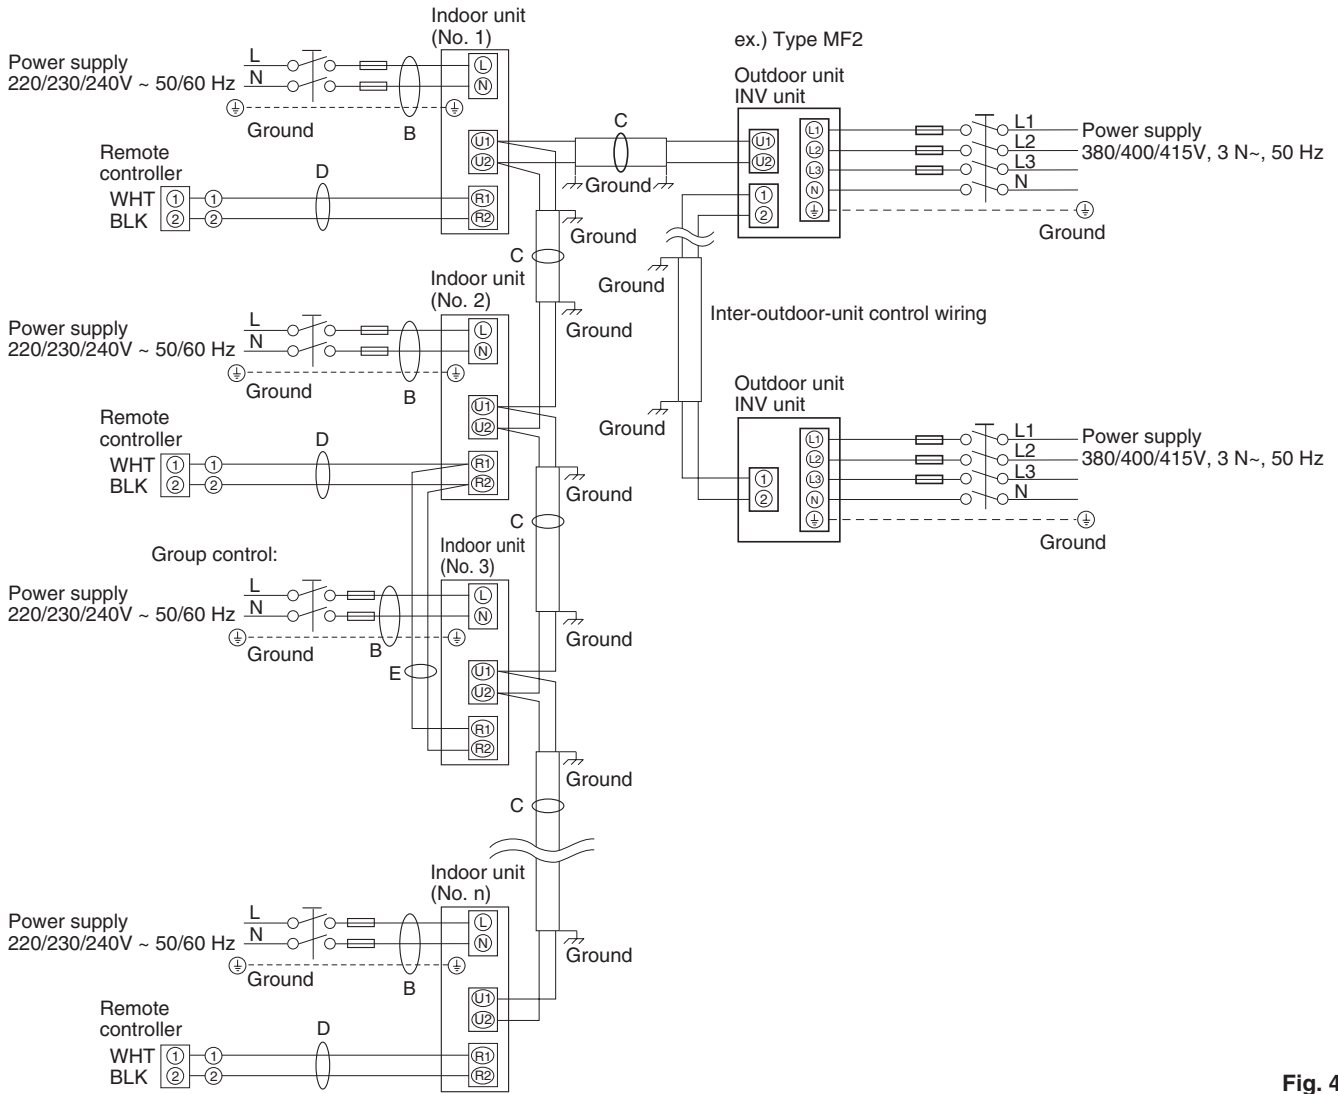 Indoor unit
(No. 1)
Power supply
220/230/240V ~ 50/60 Hz
L
N
Ground
B
L
N
U1
U2
R1
R2
Remote
controller
WHT
BLK
1
2
1
2
D
C
Ground
Ground
C
Ground
ex.) Type MF2
Outdoor unit
INV unit
U1
U2
1
2
L1
L2
L3
N
L1
L2
L3
N
Power supply
380/400/415V, 3 N~, 50 Hz
Ground
Ground
Inter-outdoor-unit control wiring
Ground
Indoor unit
(No. 2)
Power supply
220/230/240V ~ 50/60 Hz
L
N
Ground
B
L
N
U1
U2
R1
R2
Remote
controller
WHT
BLK
1
2
1
2
D
Ground
C
Ground
Outdoor unit
INV unit
1
2
L1
L2
L3
N
L1
L2
L3
N
Power supply
380/400/415V, 3 N~, 50 Hz
Ground
Group control:
Indoor unit
(No. 3)
Power supply
220/230/240V ~ 50/60 Hz
L
N
Ground
B
E
L
N
U1
U2
R1
R2
Ground
C
Indoor unit
(No. n)
Power supply
220/230/240V ~ 50/60 Hz
L
N
Ground
B
L
N
U1
U2
R1
R2
Ground
Remote
controller
WHT
BLK
1
2
1
2
D
Fig. 4